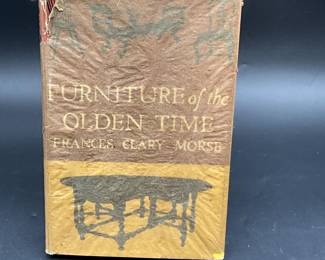 FURNITURE of the
OLDEN TIME
FRANCES CLARY MORSE